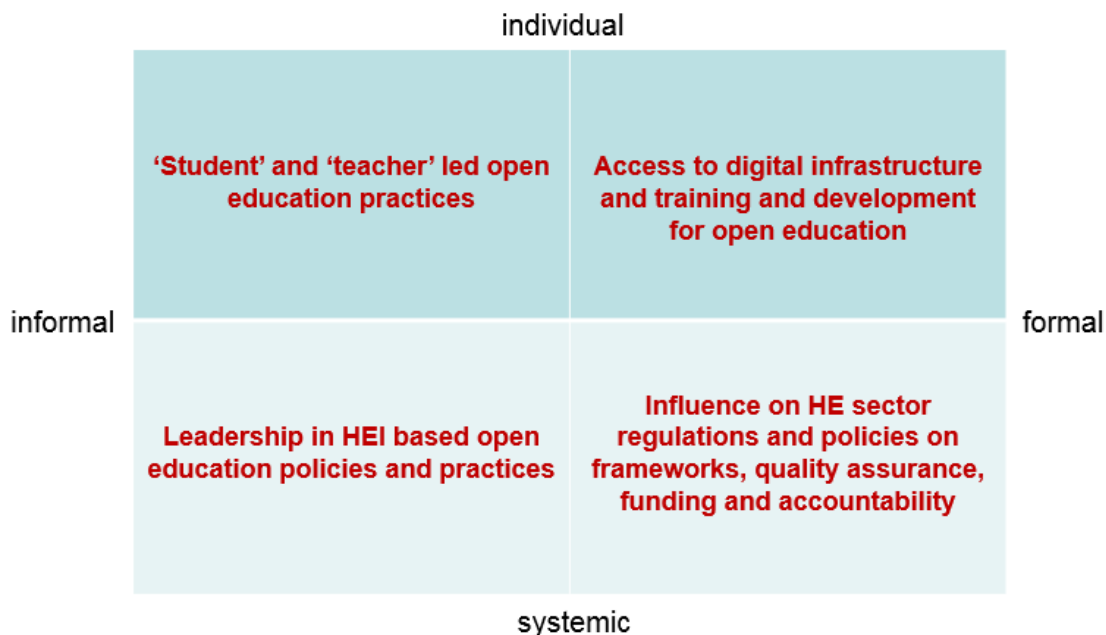 individual
‘Student’ and ‘teacher’ led open
education practices
Access to digital infrastructure
and training and development
for open education
informal
formal
Leadership in HEI based open
education policies and practices
Influence on HE sector
regulations and policies on
frameworks, quality assurance,
funding and accountability
systemic